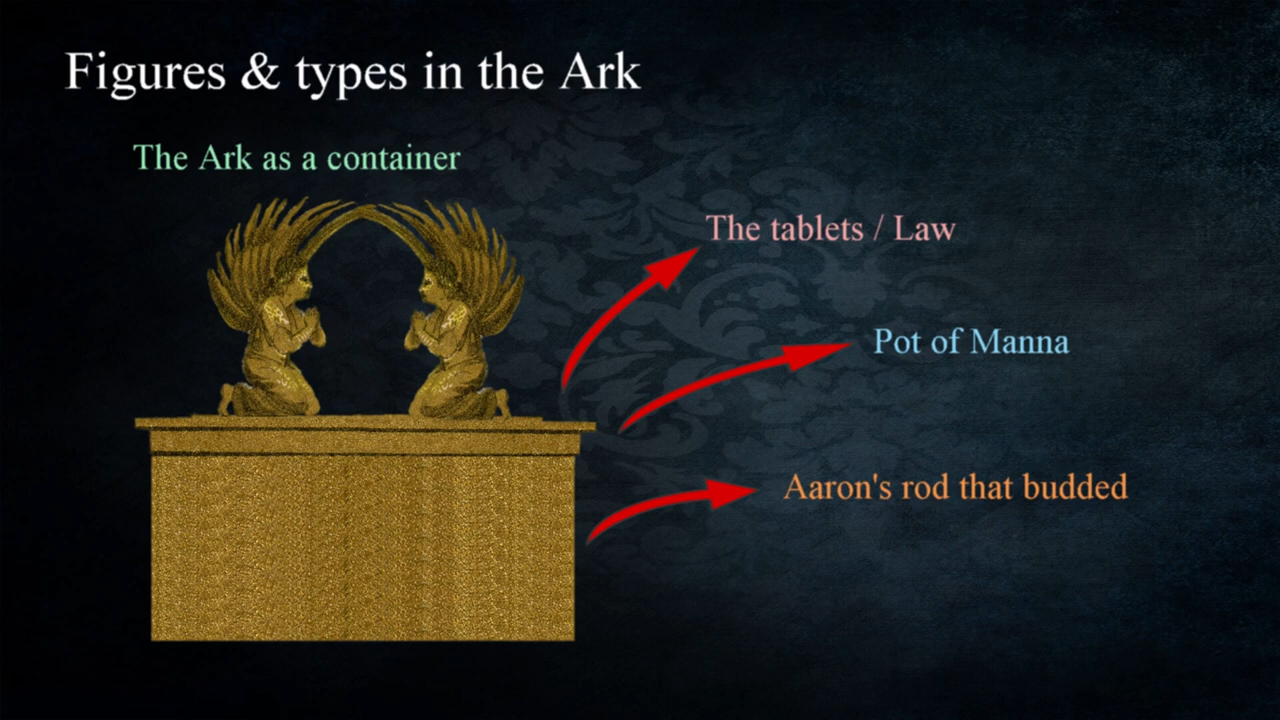 Figures & types in the Ark
The Ark as a container
The tablets / Law
Pot of Manna
Aaron's rod that budded